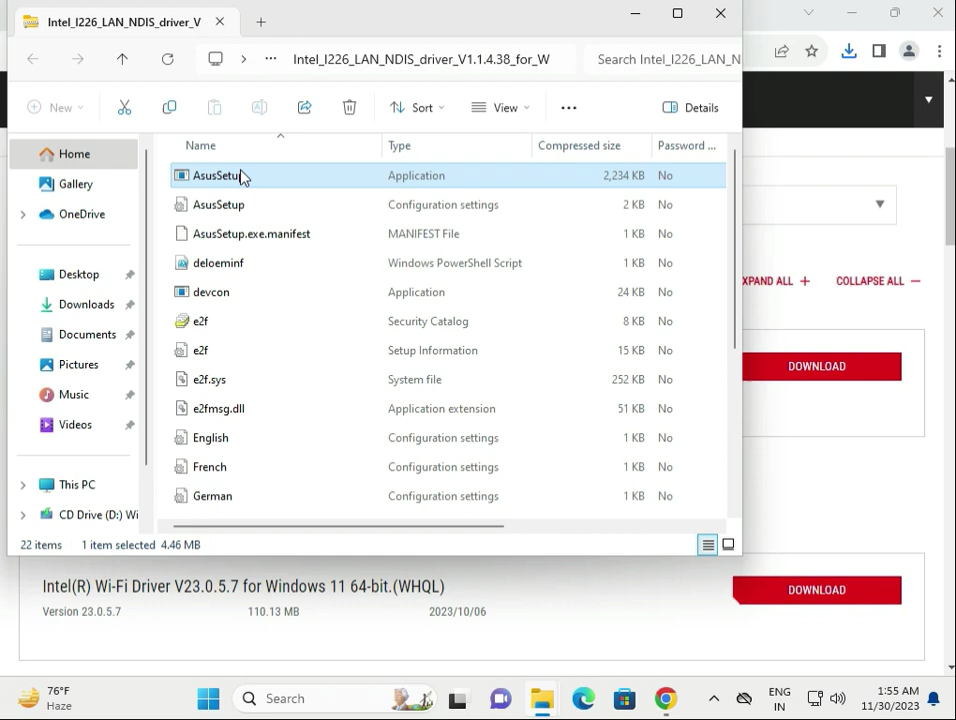 Intel_I226_LAN_NDIS_driver_V
Intel_I226_LAN_NDIS_driver_V1.1.4.38_for_W
Search Intel_I226_LAN_N
New
Sort
View
Details
Name
Type
Compressed size
Password ...
Home
Gallery
OneDrive
Desktop
Downloads
Documents
Pictures
Music
Videos
This PC
CD Drive (D:) Wi
AsusSetup Application 2,234 KB No
AsusSetup Configuration settings 2 KB No
AsusSetup.exe.manifest MANIFEST File 1 KB No
deloeminf Windows PowerShell Script 1 KB No
devcon Application 24 KB No
e2f Security Catalog 8 KB No
e2f Setup Information 15 KB No
e2f.sys System file 252 KB No
e2fmsg.dll Application extension 51 KB No
English Configuration settings 1 KB No
French Configuration settings 1 KB No
German Configuration settings 1 KB No
22 items 1 item selected 4.46 MB
XPAND ALL + COLLAPSE ALL −
DOWNLOAD
Intel(R) Wi-Fi Driver V23.0.5.7 for Windows 11 64-bit.(WHQL)
DOWNLOAD
Version 23.0.5.7 110.13 MB 2023/10/06
76°F
Haze
Search
ENG
IN
1:55 AM
11/30/2023